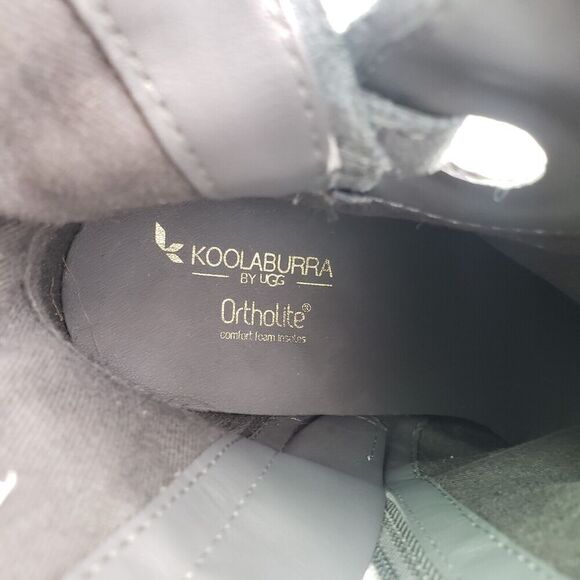 KOOLABURRA
BY UGG
OrthoLite®
comfort foam insoles